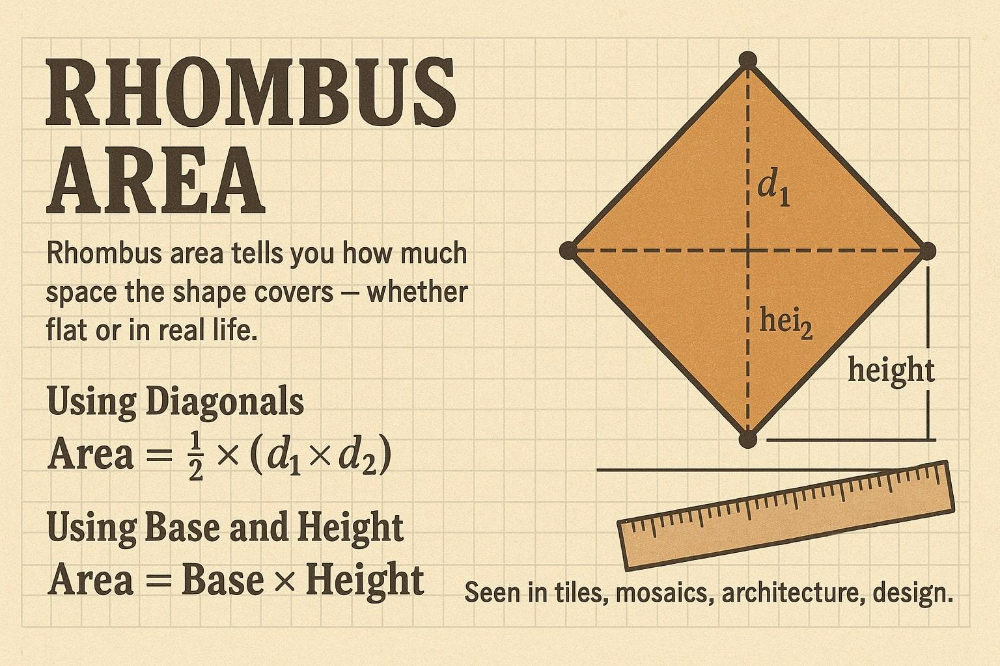 RHOMBUS
AREA
Rhombus area tells you how much
space the shape covers – whether
flat or in real life.
Using Diagonals
Area = 1/2 × (d₁ × d₂)
Using Base and Height
Area = Base × Height
d₁
hei₂
height
Seen in tiles, mosaics, architecture, design.